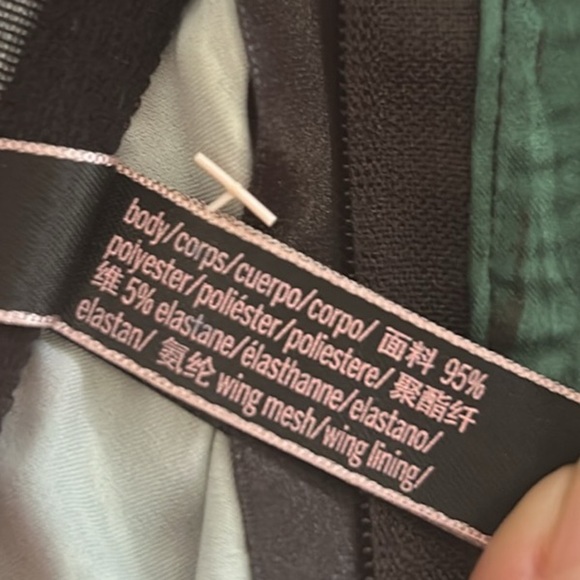 body/corps/cuerpo/corpo/ 面料 95%
polyester/poliéster/poliestere/ 聚酯纤
维 5% elastane/élasthanne/elastano/
elastan/ 氨纶 wing mesh/wing lining/